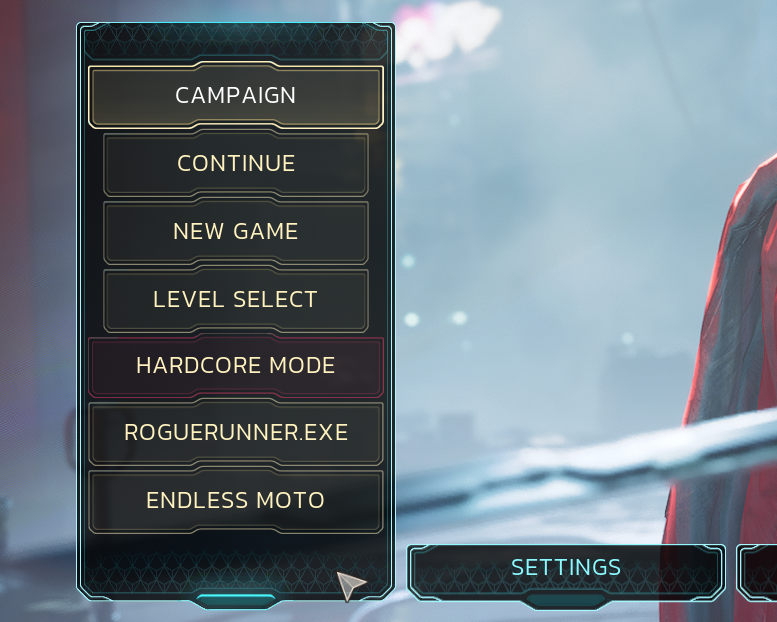 CAMPAIGN
CONTINUE
NEW GAME
LEVEL SELECT
HARDCORE MODE
ROGUERUNNER.EXE
ENDLESS MOTO
SETTINGS